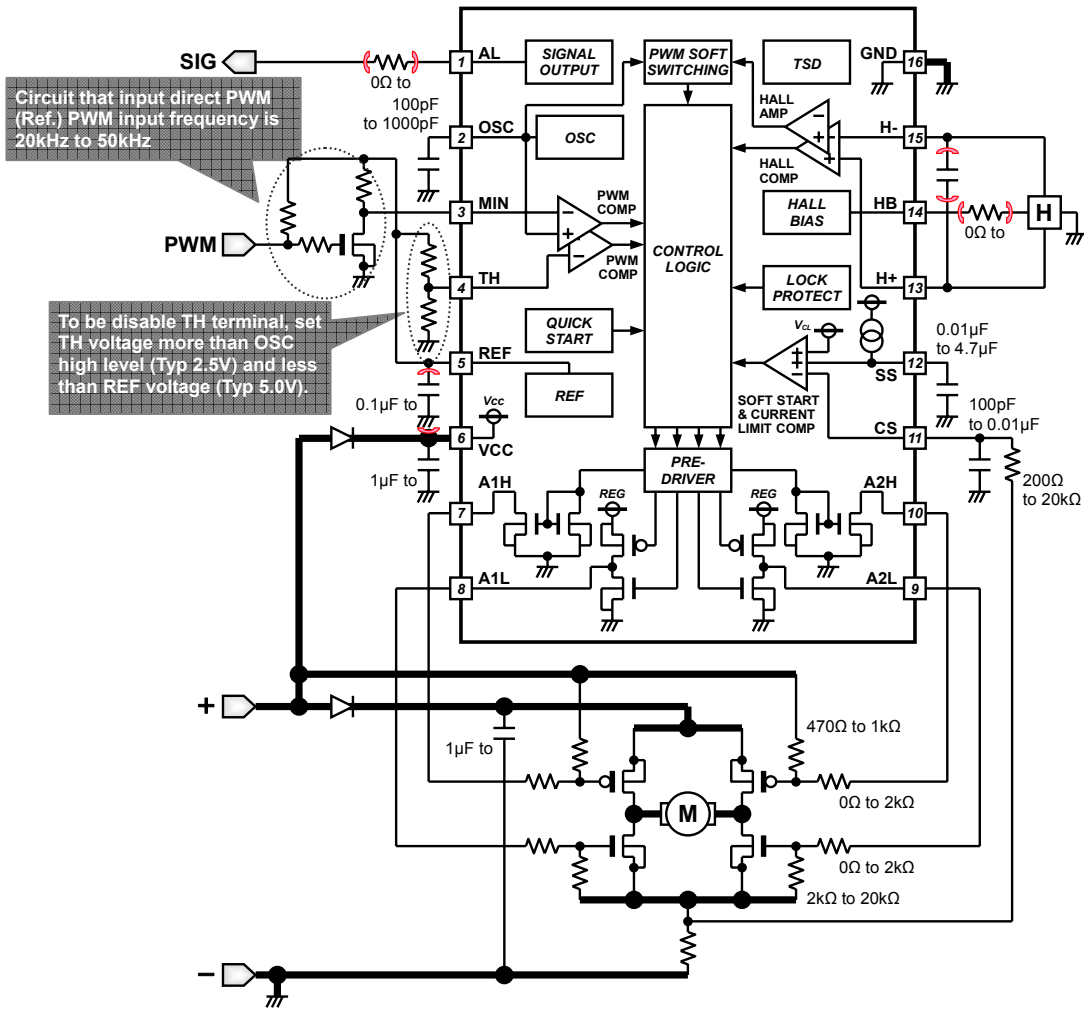 SIG
0Ω to
1
AL
SIGNAL
OUTPUT
PWM SOFT
SWITCHING
TSD
GND
16
Circuit that input direct PWM
(Ref.) PWM input frequency is
20kHz to 50kHz
100pF
to 1000pF
2
OSC
OSC
HALL
AMP
HALL
COMP
H-
15
PWM
3
MIN
PWM
COMP
PWM
COMP
CONTROL
LOGIC
HALL
BIAS
HB
14
0Ω to
H
4
TH
LOCK
PROTECT
H+
13
To be disable TH terminal, set
TH voltage more than OSC
high level (Typ 2.5V) and less
than REF voltage (Typ 5.0V).
QUICK
START
VCL
SS
12
0.01µF
to 4.7µF
5
REF
REF
0.1µF to
SOFT START
& CURRENT
LIMIT COMP
CS
11
100pF
to 0.01µF
6
VCC
Vcc
1µF to
200Ω
to 20kΩ
PRE-
DRIVER
7
A1H
REG
REG
A2H
10
8
A1L
A2L
9
+
1µF to
470Ω to 1kΩ
0Ω to 2kΩ
M
0Ω to 2kΩ
2kΩ to 20kΩ
–